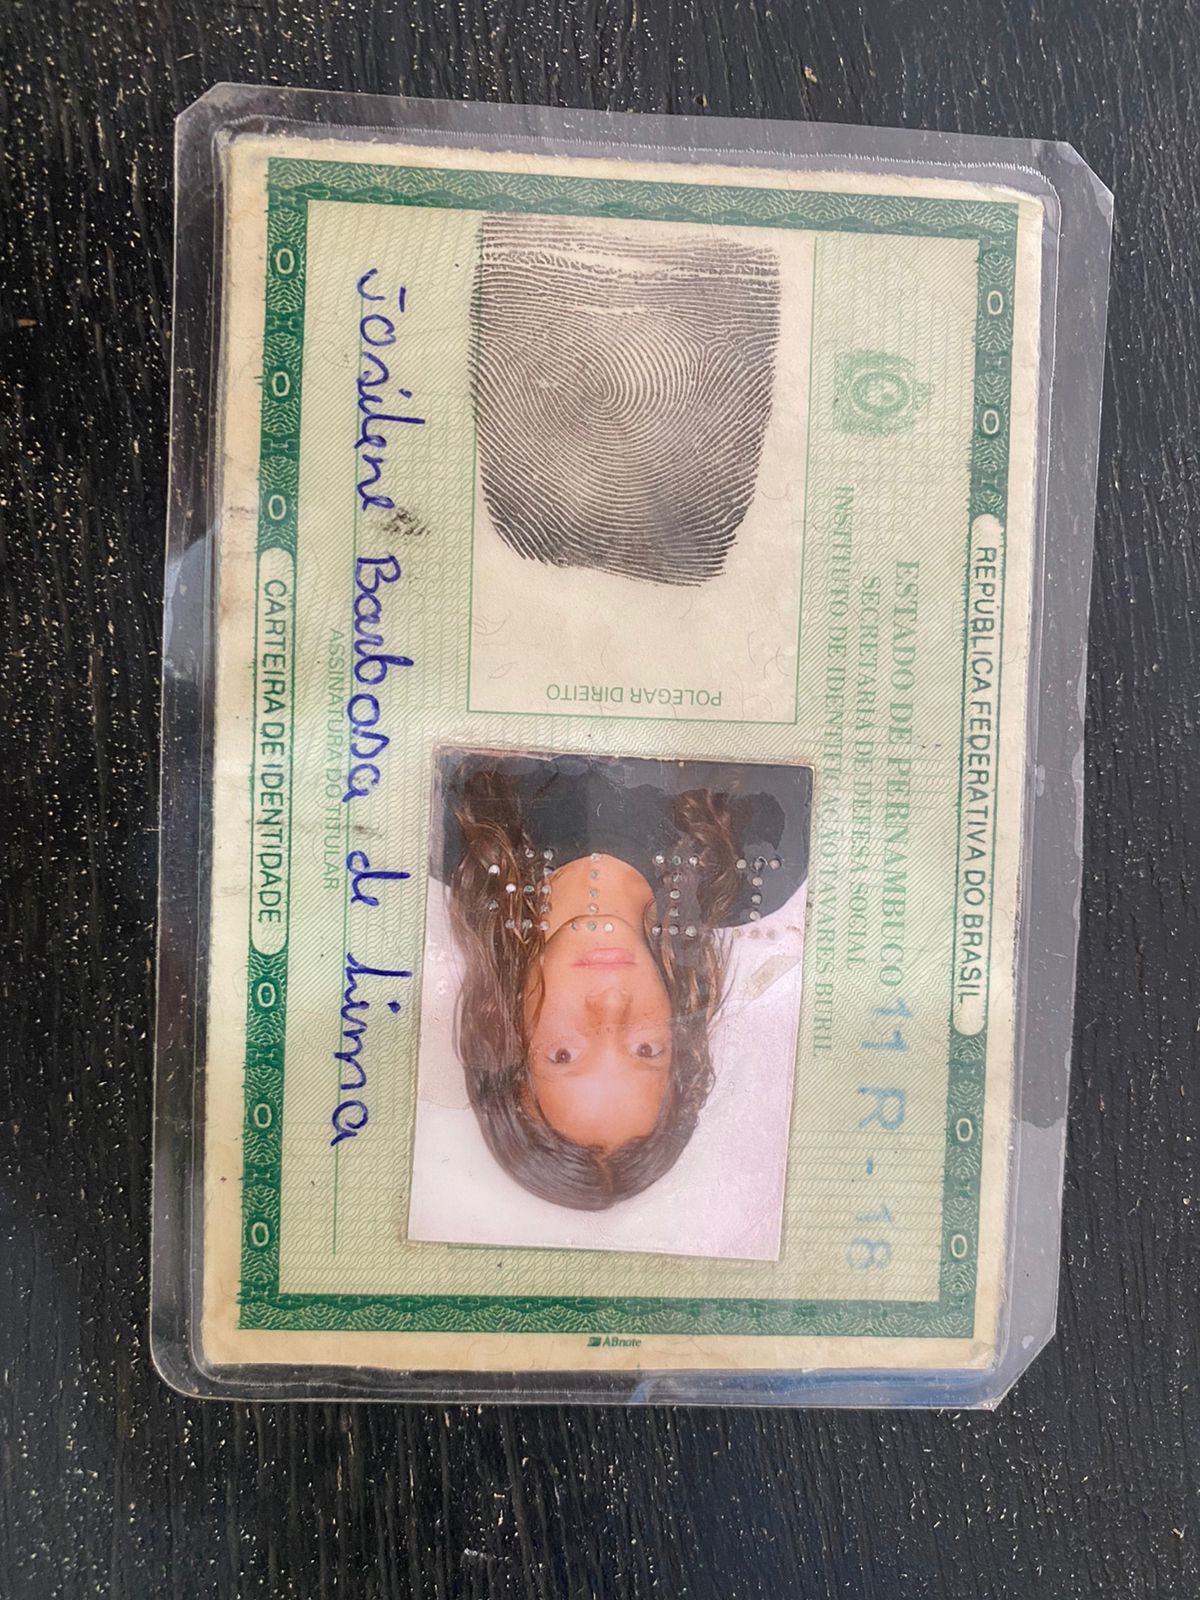 REPÚBLICA FEDERATIVA DO BRASIL
ESTADO DE PERNAMBUCO
11 R - 18
SECRETARIA DE DEFESA SOCIAL
INSTITUTO DE IDENTIFICAÇÃO TAVARES BURIL
POLEGAR DIREITO
IITB
Josilene Barbosa de Lima
ASSINATURA DO TITULAR
CARTEIRA DE IDENTIDADE
ABnote